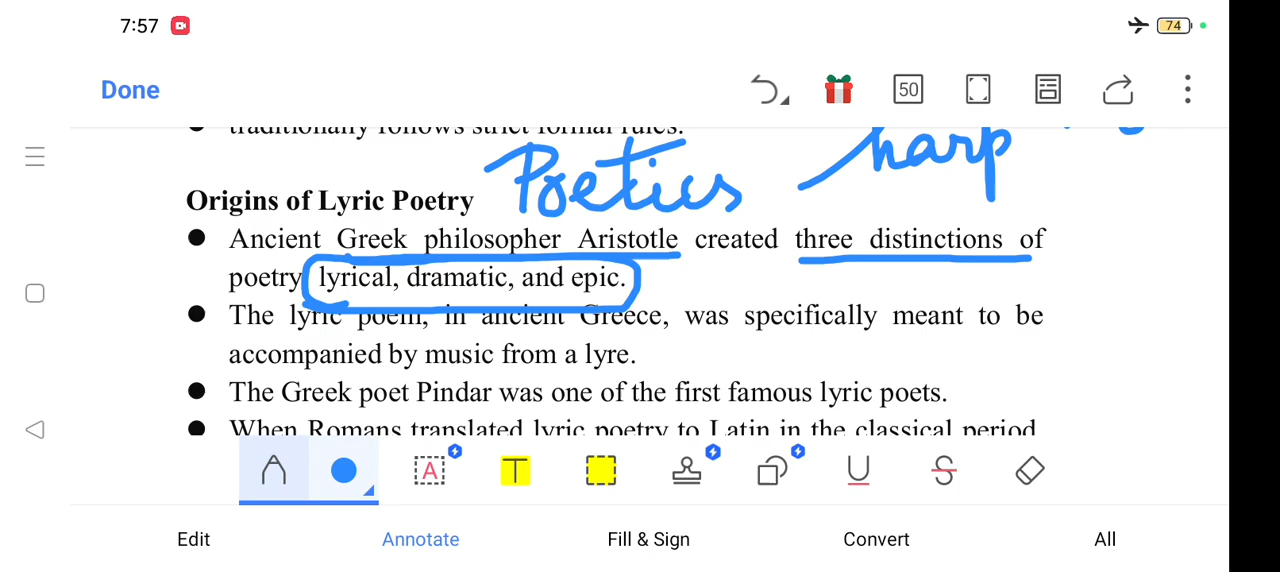 7:57
74
Done
50
traditionally follows strict formal rules.
harp
Poetics
Origins of Lyric Poetry
● Ancient Greek philosopher Aristotle created three distinctions of
poetry lyrical, dramatic, and epic.
● The lyric poem, in ancient Greece, was specifically meant to be
accompanied by music from a lyre.
● The Greek poet Pindar was one of the first famous lyric poets.
● When Romans translated lyric poetry to Latin in the classical period,
A T U S
Edit Annotate Fill & Sign Convert All